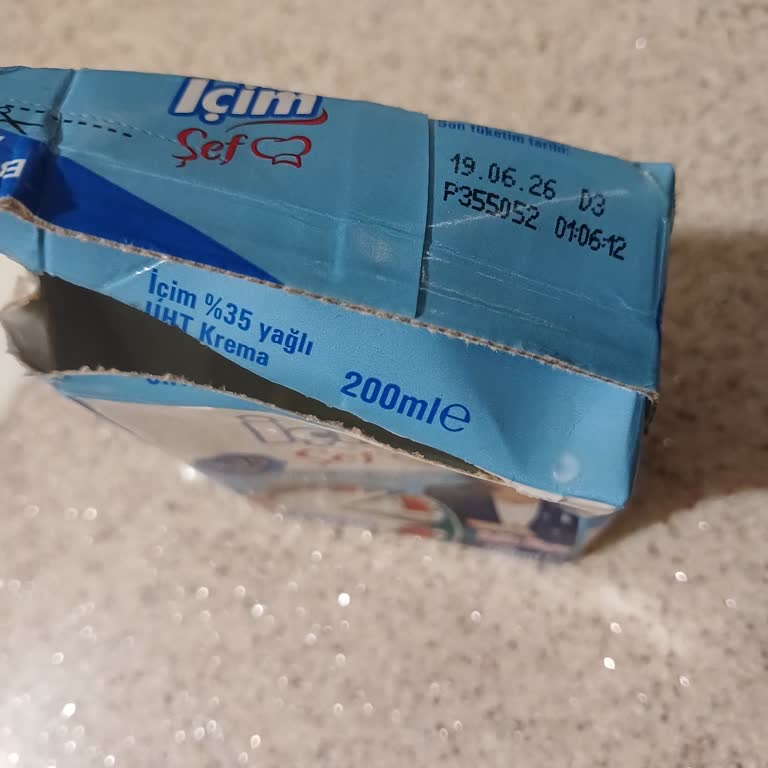 İçim
Şef
Son tüketim tarihi:
19.06.26 D3
P355052 01:06:12
İçim %35 yağlı
UHT Krema
200ml e
Şef